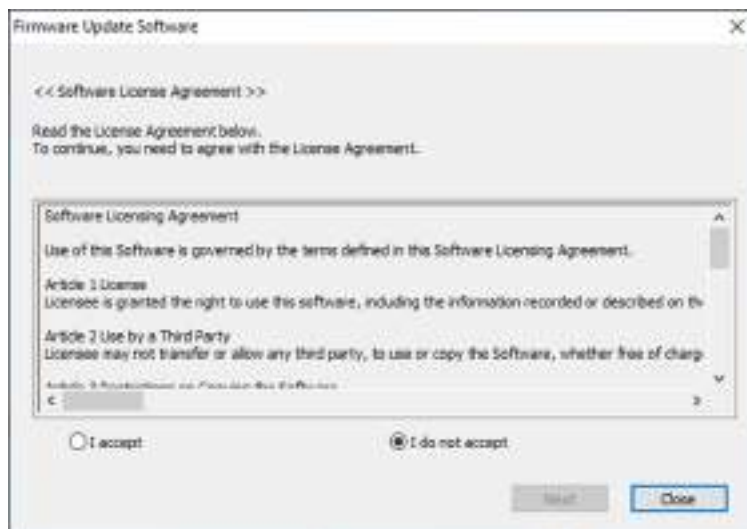 Firmware Update Software
<< Software License Agreement >>
Read the License Agreement below.
To continue, you need to agree with the License Agreement.
Software Licensing Agreement
Use of this Software is governed by the terms defined in this Software Licensing Agreement.
Article 1 License
Licensee is granted the right to use this software, including the information recorded or described on th
Article 2 Use by a Third Party
Licensee may not transfer or allow any third party, to use or copy the Software, whether free of charg
I accept
I do not accept
Next
Close